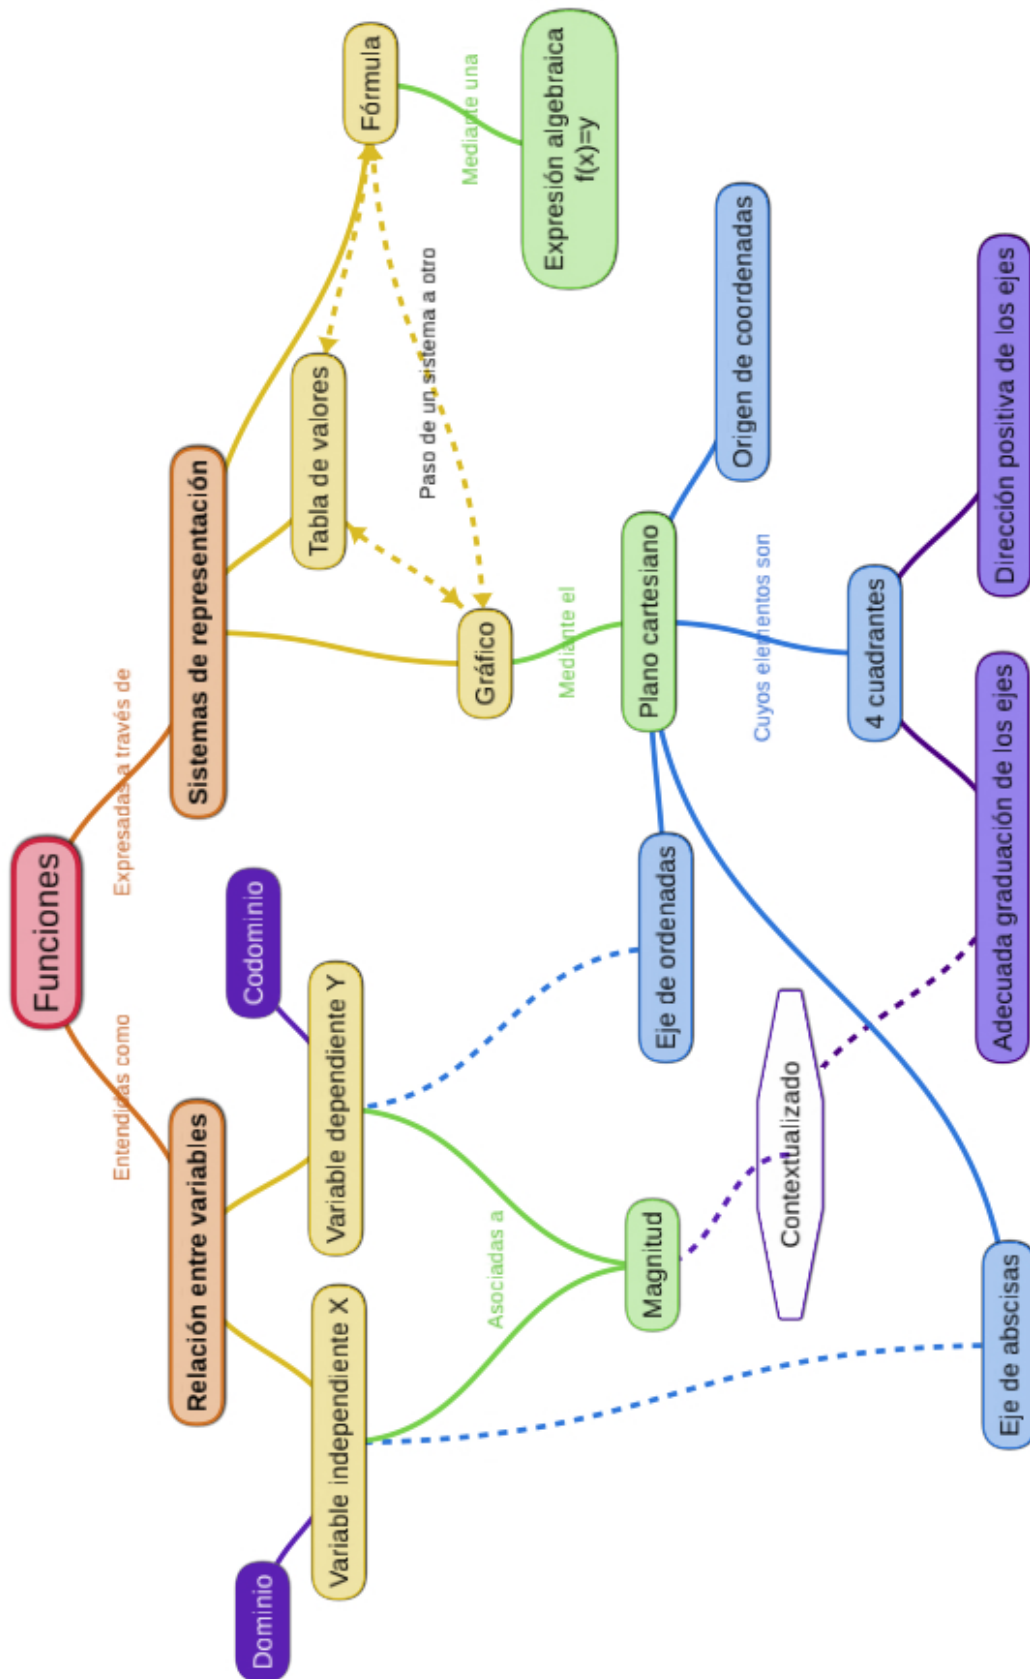 Funciones
Entendidas como
Expresadas a través de
Relación entre variables
Sistemas de representación
Dominio
Codominio
Variable independiente X
Variable dependiente Y
Tabla de valores
Fórmula
Paso de un sistema a otro
Mediante una
Asociadas a
Gráfico
Expresión algebraica
f(x)=y
Mediante el
Magnitud
Eje de ordenadas
Plano cartesiano
Origen de coordenadas
Cuyos elementos son
Contextualizado
4 cuadrantes
Eje de abscisas
Adecuada graduación de los ejes
Dirección positiva de los ejes